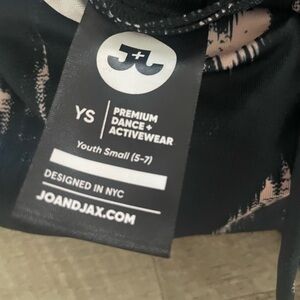 J+J
YS
PREMIUM
DANCE +
ACTIVEWEAR
Youth Small (5-7)
DESIGNED IN NYC
JOANDJAX.COM